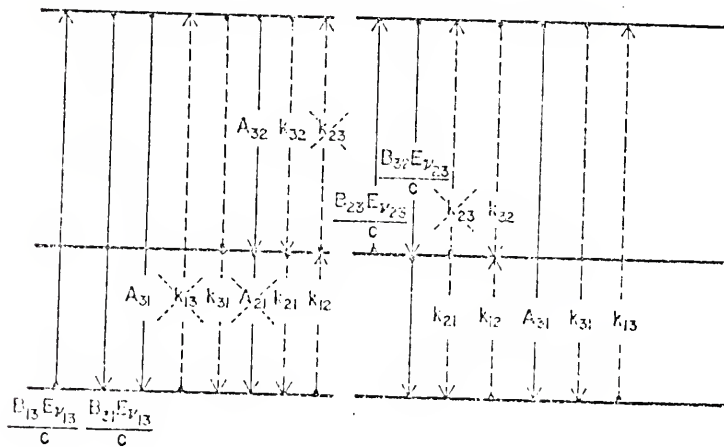 A₃₂ k₃₂ k₂₃
B₃₂Eν₂₃
c
B₂₃Eν₂₃
c
k₂₃ k₃₂
A₃₁ k₁₃ k₃₁ A₂₁ k₂₁ k₁₂
k₂₁ k₁₂ A₃₁ k₃₁ k₁₃
B₁₃Eν₁₃ B₃₁Eν₁₃
c c